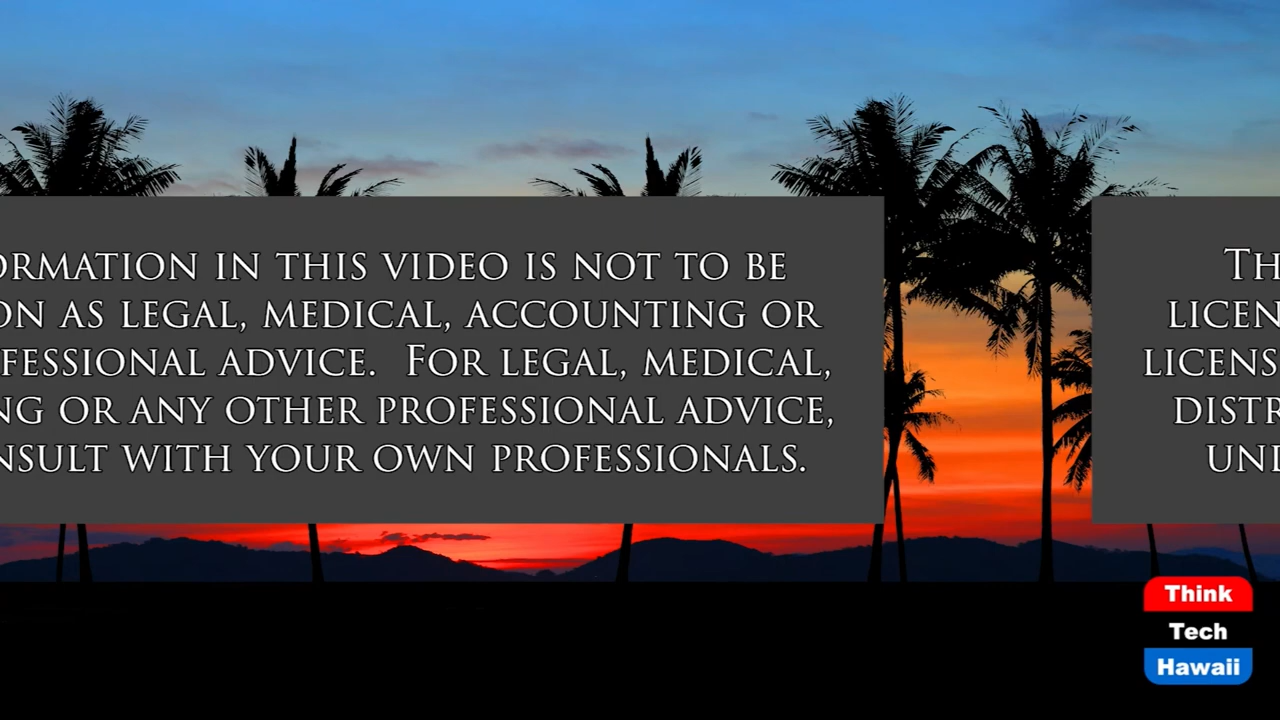 ORMATION IN THIS VIDEO IS NOT TO BE
ON AS LEGAL, MEDICAL, ACCOUNTING OR
FESSIONAL ADVICE. FOR LEGAL, MEDICAL,
NG OR ANY OTHER PROFESSIONAL ADVICE,
NSULT WITH YOUR OWN PROFESSIONALS.
TH
LICEN
LICENS
DISTR
UNL
Think
Tech
Hawaii